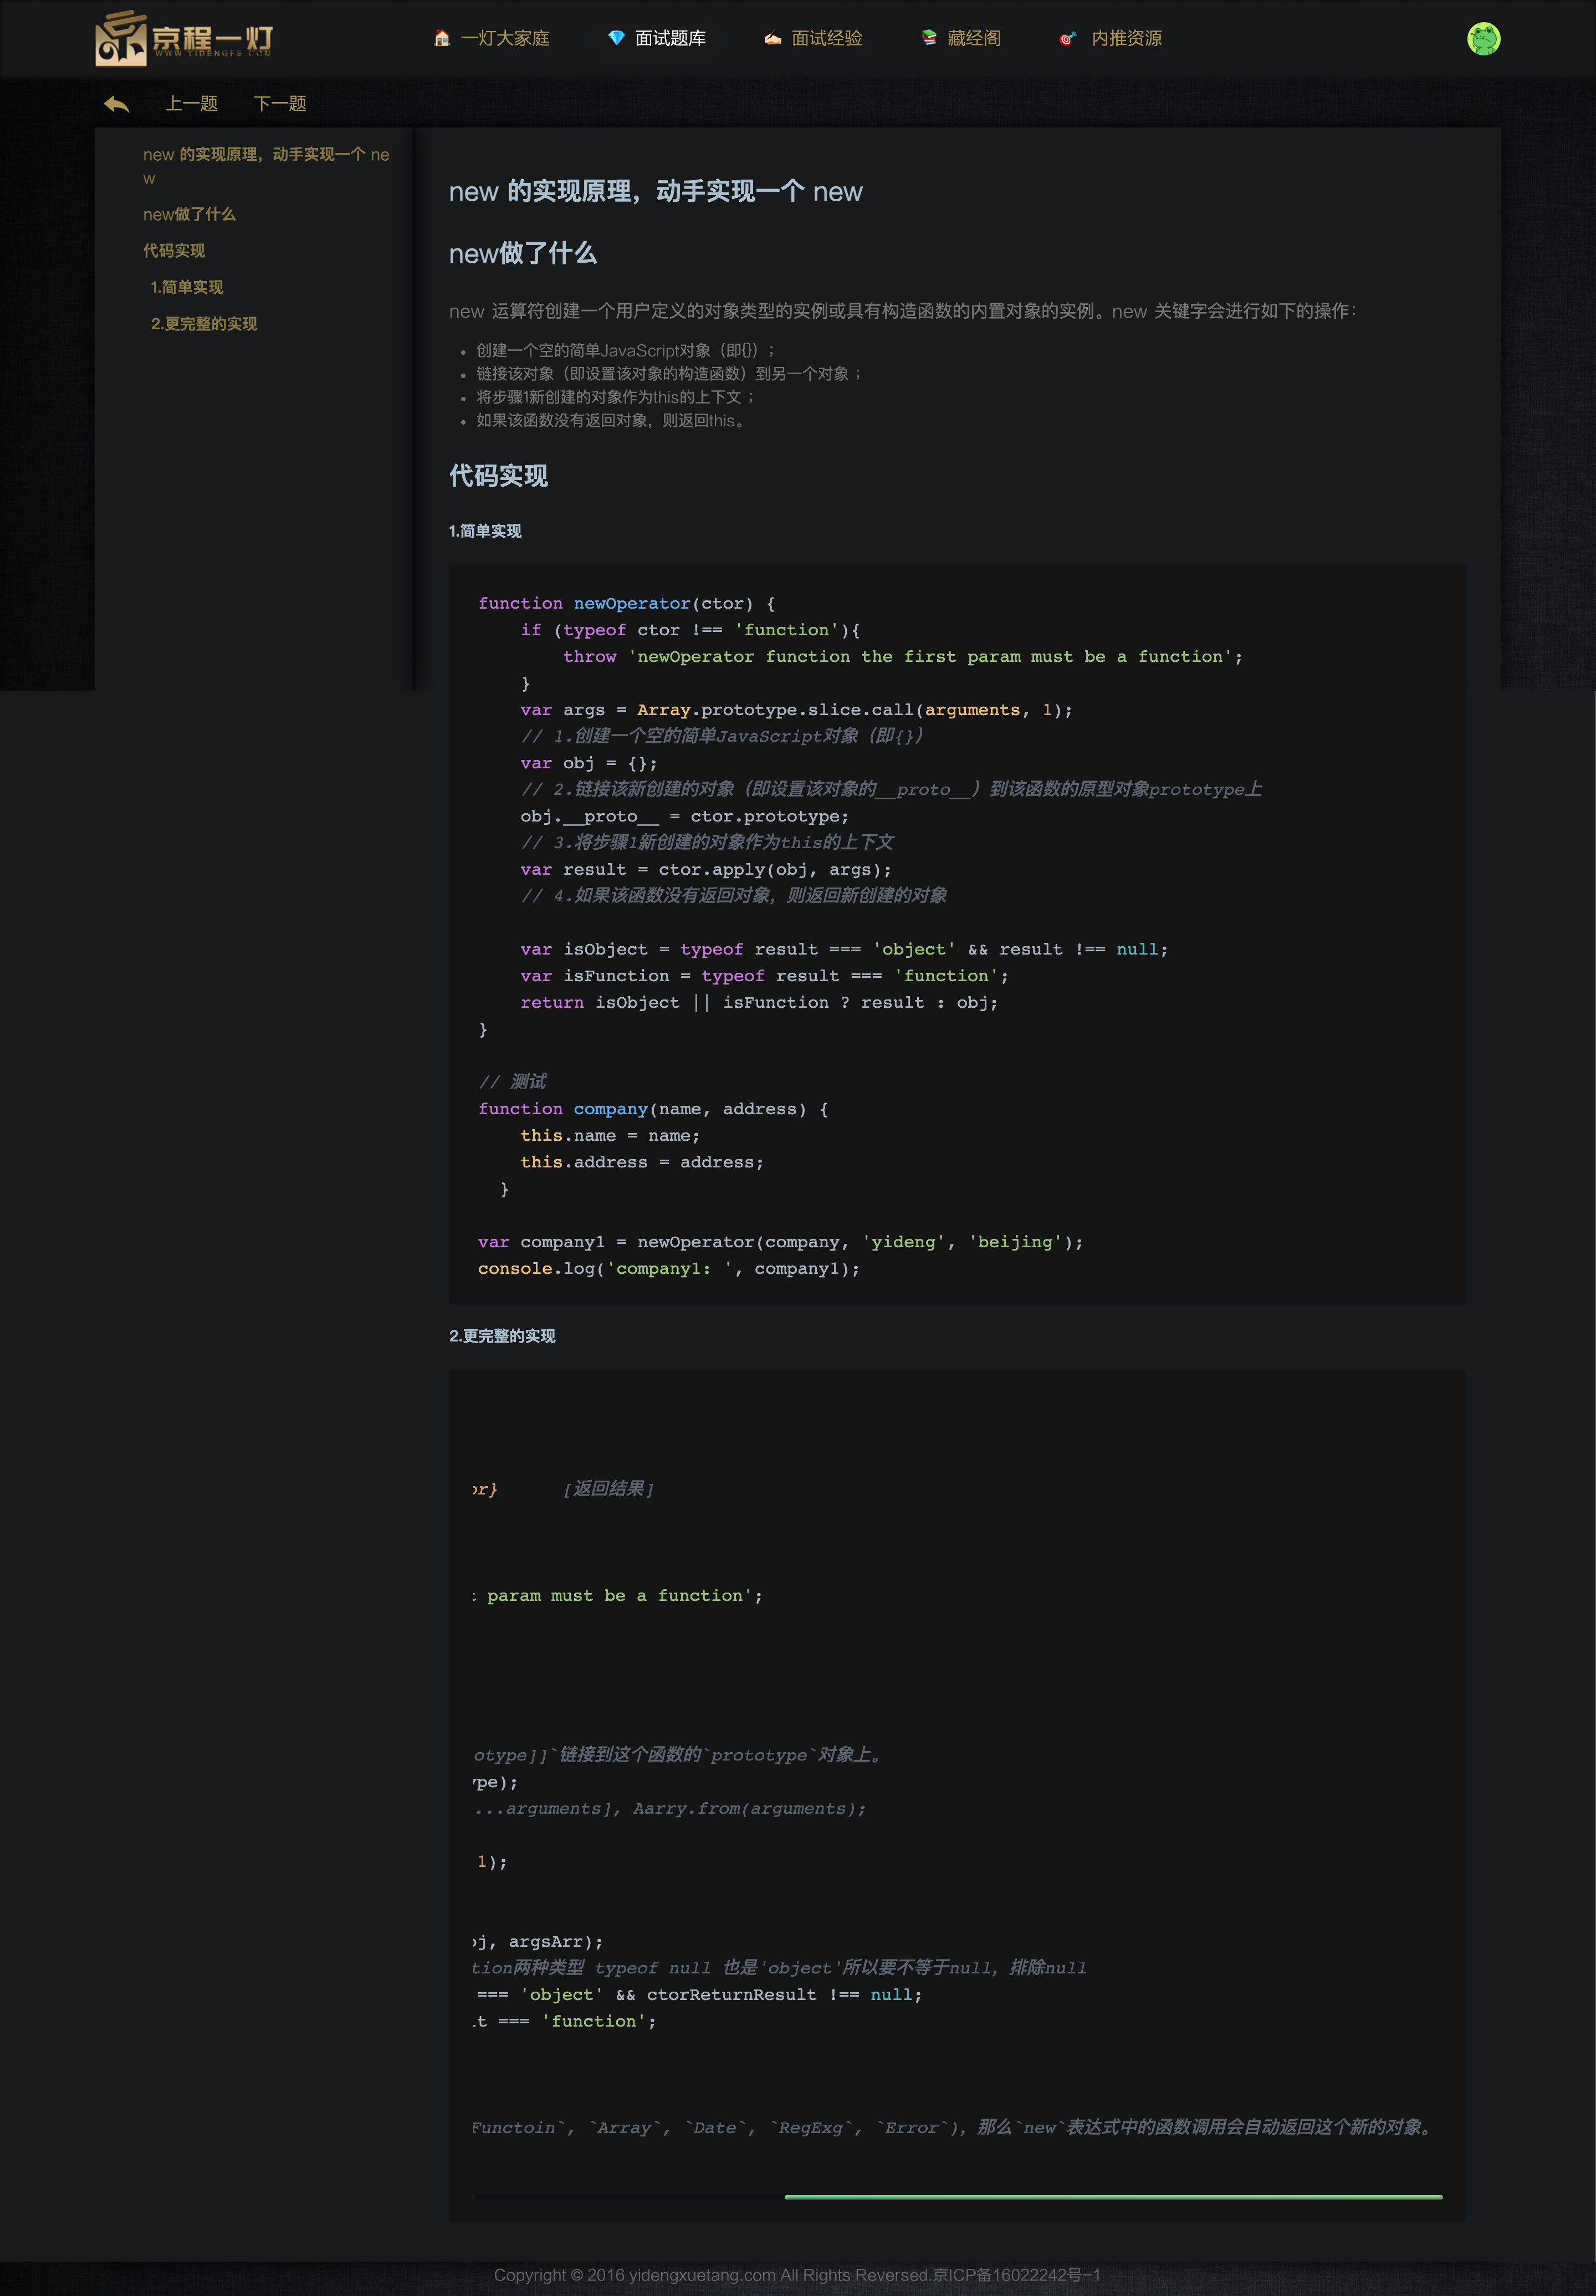 京程一灯
WWW.YIDENGFE.COM
一灯大家庭
面试题库
面试经验
藏经阁
内推资源
上一题
下一题
new 的实现原理，动手实现一个 ne
w
new做了什么
代码实现
1.简单实现
2.更完整的实现
new 的实现原理，动手实现一个 new
new做了什么
new 运算符创建一个用户定义的对象类型的实例或具有构造函数的内置对象的实例。new 关键字会进行如下的操作：
创建一个空的简单JavaScript对象（即{}）；
链接该对象（即设置该对象的构造函数）到另一个对象 ；
将步骤1新创建的对象作为this的上下文 ；
如果该函数没有返回对象，则返回this。
代码实现
1.简单实现
function newOperator(ctor) {
    if (typeof ctor !== 'function'){
        throw 'newOperator function the first param must be a function';
    }
    var args = Array.prototype.slice.call(arguments, 1);
    // 1.创建一个空的简单JavaScript对象（即{}）
    var obj = {};
    // 2.链接该新创建的对象（即设置该对象的__proto__）到该函数的原型对象prototype上
    obj.__proto__ = ctor.prototype;
    // 3.将步骤1新创建的对象作为this的上下文
    var result = ctor.apply(obj, args);
    // 4.如果该函数没有返回对象，则返回新创建的对象
    var isObject = typeof result === 'object' && result !== null;
    var isFunction = typeof result === 'function';
    return isObject || isFunction ? result : obj;
}
// 测试
function company(name, address) {
    this.name = name;
    this.address = address;
  }
var company1 = newOperator(company, 'yideng', 'beijing');
console.log('company1: ', company1);
2.更完整的实现
or}      [返回结果]
param must be a function';
otype]]`链接到这个函数的`prototype`对象上。
ype);
...arguments], Aarry.from(arguments);
1);
j, argsArr);
tion两种类型 typeof null 也是'object'所以要不等于null，排除null
=== 'object' && ctorReturnResult !== null;
t === 'function';
Functoin`, `Array`, `Date`, `RegExg`, `Error`)，那么`new`表达式中的函数调用会自动返回这个新的对象。
Copyright © 2016 yidengxuetang.com All Rights Reversed.京ICP备16022242号-1